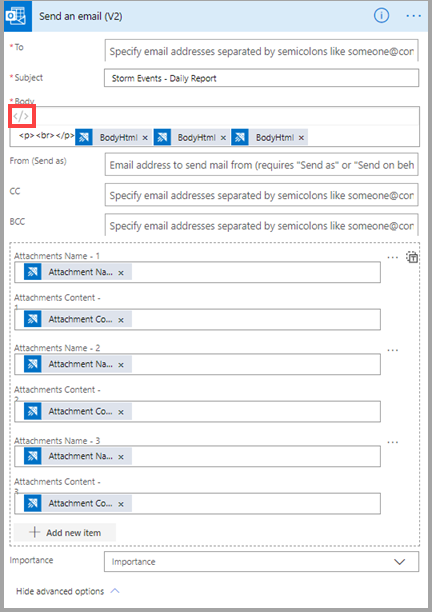 Send an email (V2)
* To
Specify email addresses separated by semicolons like someone@con
* Subject
Storm Events - Daily Report
* Body
</>
<p><br></p> BodyHtml × BodyHtml × BodyHtml ×
From (Send as)
Email address to send mail from (requires "Send as" or "Send on beh
CC
Specify email addresses separated by semicolons like someone@con
BCC
Specify email addresses separated by semicolons like someone@con
Attachments Name - 1
Attachment Na... ×
Attachments Content -
1
Attachment Co... ×
Attachments Name - 2
Attachment Na... ×
Attachments Content -
2
Attachment Co... ×
Attachments Name - 3
Attachment Na... ×
Attachments Content -
3
Attachment Co... ×
+ Add new item
Importance
Importance
Hide advanced options